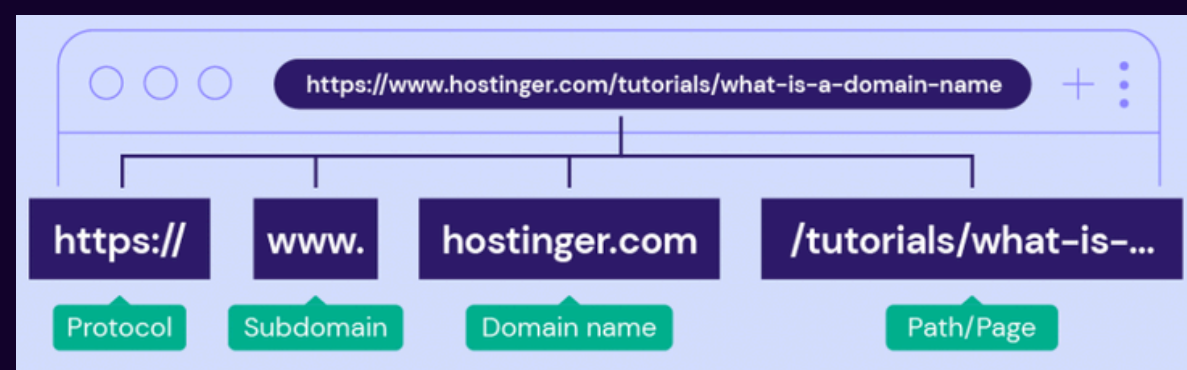 https://www.hostinger.com/tutorials/what-is-a-domain-name
https:// www. hostinger.com /tutorials/what-is-...
Protocol Subdomain Domain name Path/Page